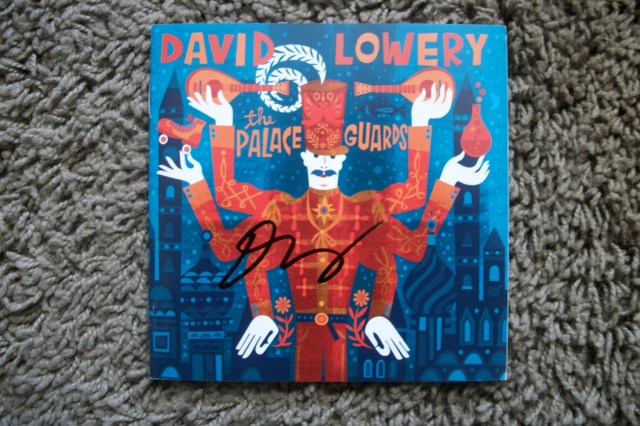 DAVID LOWERY
the
PALACE GUARDS